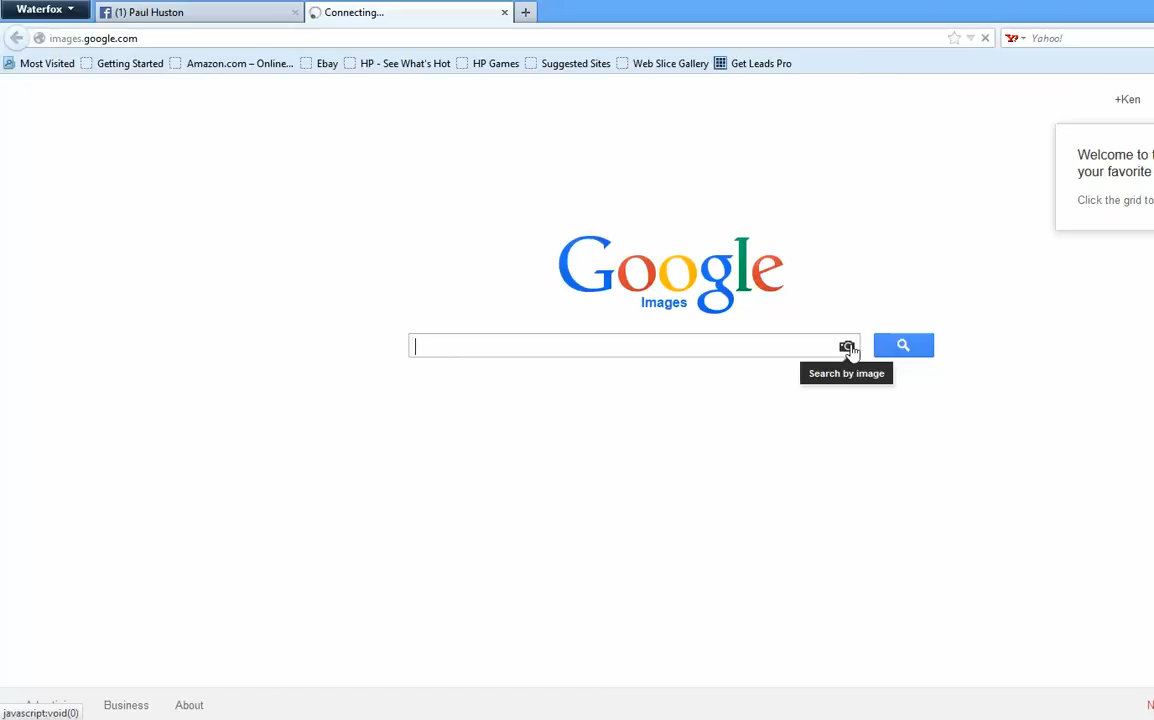 Waterfox
(1) Paul Huston
Connecting...
images.google.com
Yahoo!
Most Visited
Getting Started
Amazon.com – Online...
Ebay
HP - See What's Hot
HP Games
Suggested Sites
Web Slice Gallery
Get Leads Pro
+Ken
Welcome to
your favorite
Click the grid to
Google
Images
Search by image
Business
About
javascript:void(0)